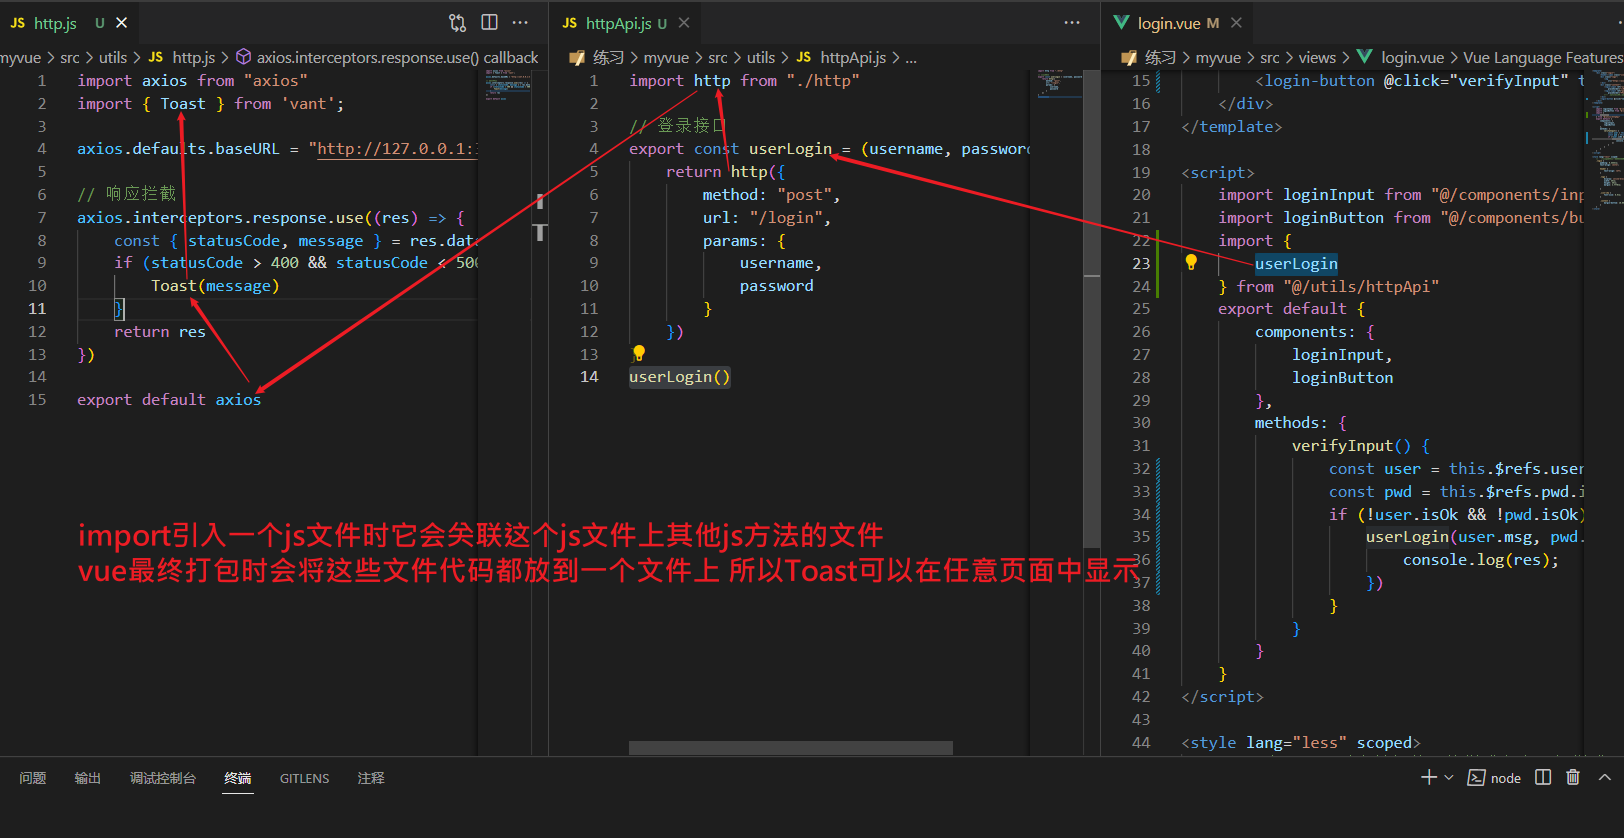 JS http.js U
myvue > src > utils > JS http.js > axios.interceptors.response.use() callback
1 import axios from "axios"
2 import { Toast } from 'vant';
3
4 axios.defaults.baseURL = "http://127.0.0.1:
5
6 // 响应拦截
7 axios.interceptors.response.use((res) => {
8 const { statusCode, message } = res.data
9 if (statusCode > 400 && statusCode < 500
10 Toast(message)
11 }
12 return res
13 })
14
15 export default axios
JS httpApi.js U
练习 > myvue > src > utils > JS httpApi.js > ...
1 import http from "./http"
2
3 // 登录接口
4 export const userLogin = (username, password
5 return http({
6 method: "post",
7 url: "/login",
8 params: {
9 username,
10 password
11 }
12 })
13
14 userLogin()
login.vue M
练习 > myvue > src > views > login.vue > Vue Language Features
15 <login-button @click="verifyInput" t
16 </div>
17 </template>
18
19 <script>
20 import loginInput from "@/components/inp
21 import loginButton from "@/components/bu
22 import {
23 userLogin
24 } from "@/utils/httpApi"
25 export default {
26 components: {
27 loginInput,
28 loginButton
29 },
30 methods: {
31 verifyInput() {
32 const user = this.$refs.user
33 const pwd = this.$refs.pwd.i
34 if (!user.isOk && !pwd.isOk)
35 userLogin(user.msg, pwd.
36 console.log(res);
37 })
38 }
39 }
40 }
41 }
42 </script>
43
44 <style lang="less" scoped>
import引入一个js文件时它会关联这个js文件上其他js方法的文件
vue最终打包时会将这些文件代码都放到一个文件上 所以Toast可以在任意页面中显示
问题 输出 调试控制台 终端 GITLENS 注释
node